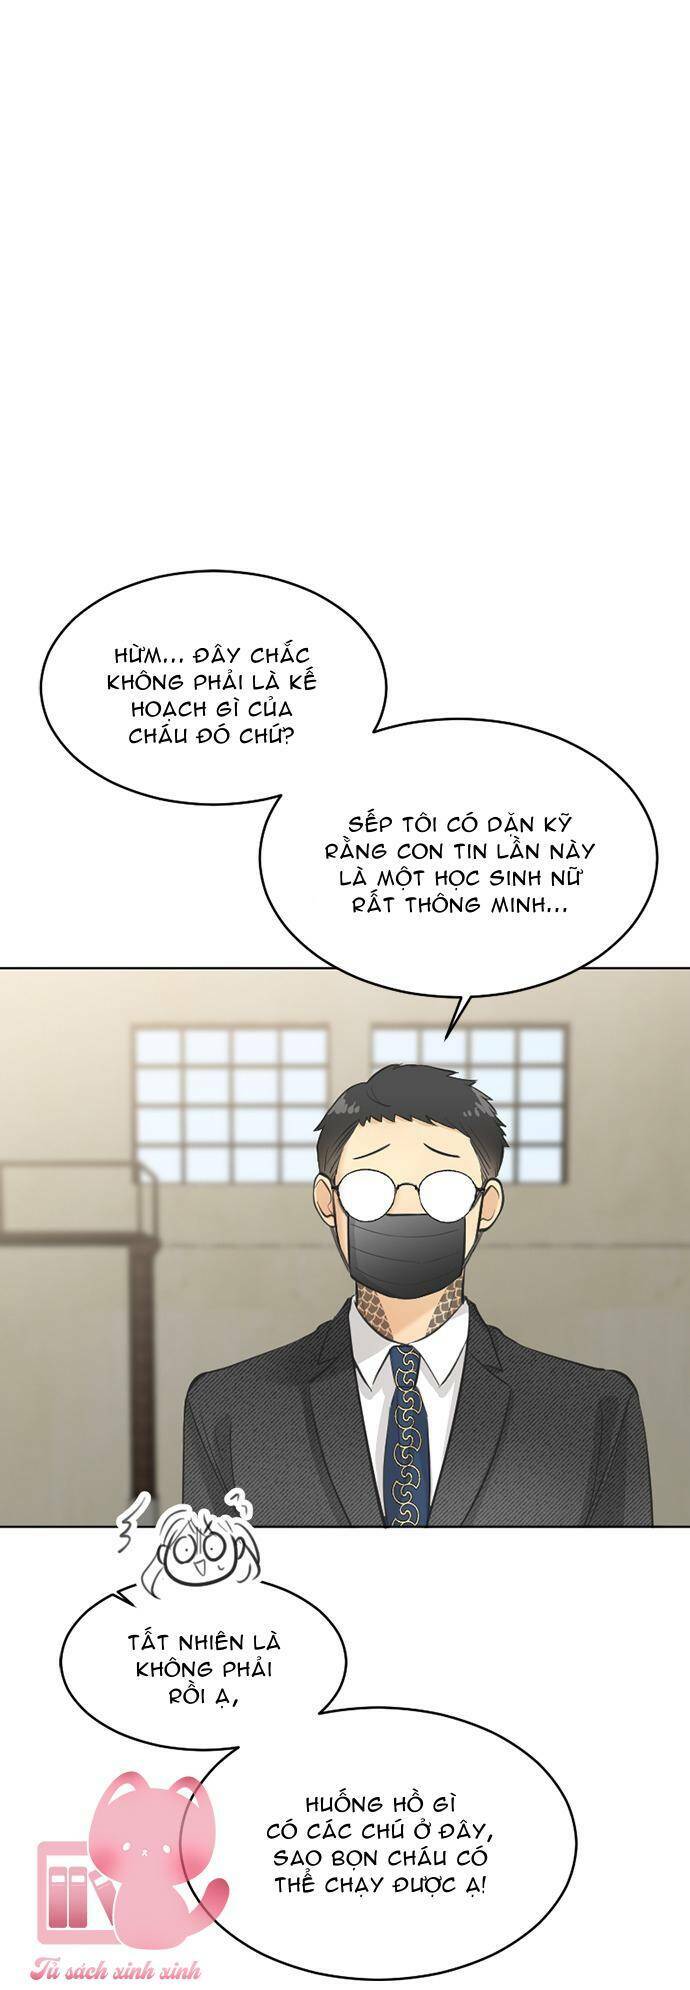 HỪM... ĐÂY CHẮC
KHÔNG PHẢI LÀ KẾ
HOẠCH GÌ CỦA
CHÁU ĐÓ CHỨ?
SẾP TÔI CÓ DẶN KỸ
RẰNG CON TIN LẦN NÀY
LÀ MỘT HỌC SINH NỮ
RẤT THÔNG MINH...
TẤT NHIÊN LÀ
KHÔNG PHẢI
RỒI Ạ,
HUỐNG HỒ GÌ
CÓ CÁC CHÚ Ở ĐÂY,
SAO BỌN CHÁU CÓ
THỂ CHẠY ĐƯỢC Ạ!
Tủ sách xinh xinh